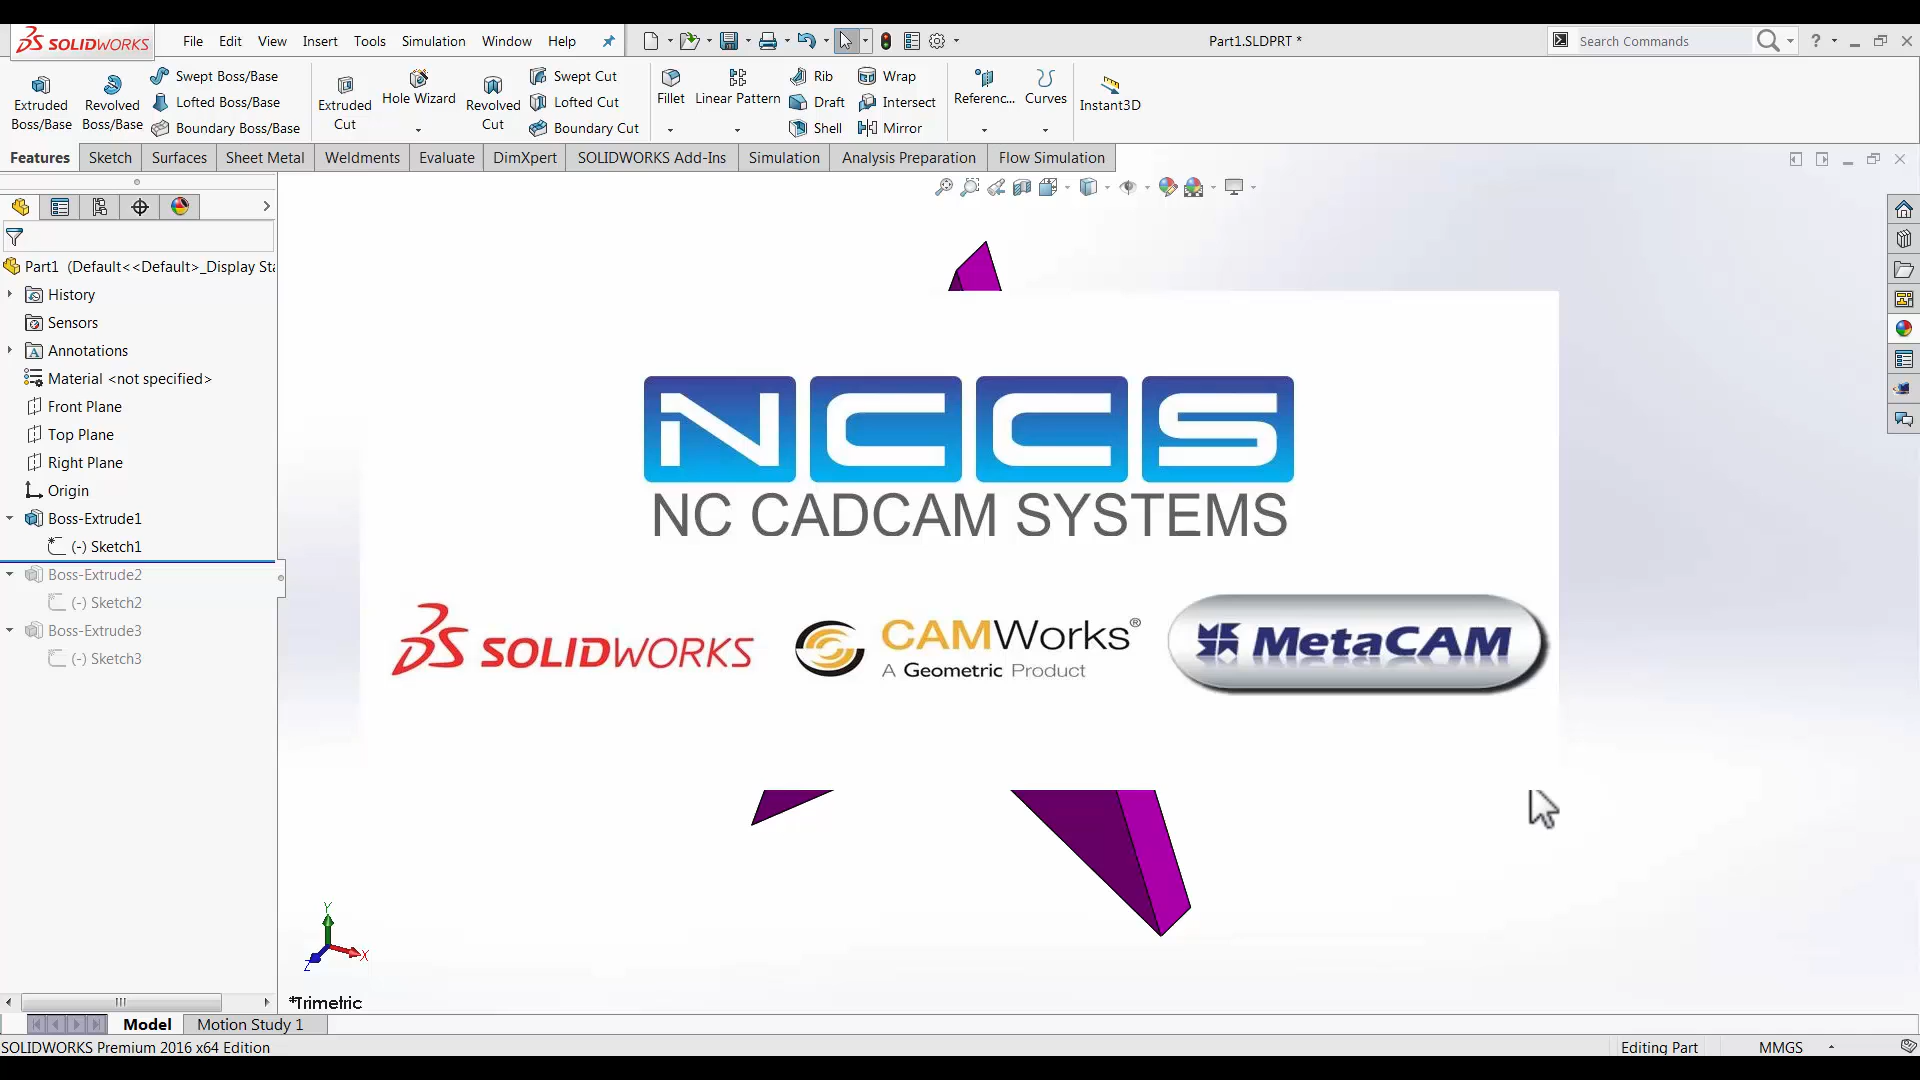 SOLIDWORKS File Edit View Insert Tools Simulation Window Help Part1.SLDPRT * Search Commands ?
Extruded Boss/Base
Revolved Boss/Base
Swept Boss/Base
Lofted Boss/Base
Boundary Boss/Base
Extruded Cut
Hole Wizard
Revolved Cut
Swept Cut
Lofted Cut
Boundary Cut
Fillet
Linear Pattern
Rib
Draft
Shell
Wrap
Intersect
Mirror
Referenc...
Curves
Instant3D
Features Sketch Surfaces Sheet Metal Weldments Evaluate DimXpert SOLIDWORKS Add-Ins Simulation Analysis Preparation Flow Simulation
Part1 (Default<<Default>_Display Sta
History
Sensors
Annotations
Material <not specified>
Front Plane
Top Plane
Right Plane
Origin
Boss-Extrude1
(-) Sketch1
Boss-Extrude2
(-) Sketch2
Boss-Extrude3
(-) Sketch3
NCCS
NC CADCAM SYSTEMS
SOLIDWORKS
CAMWorks®
A Geometric Product
MetaCAM
Y
X
Z
*Trimetric
Model Motion Study 1
SOLIDWORKS Premium 2016 x64 Edition Editing Part MMGS